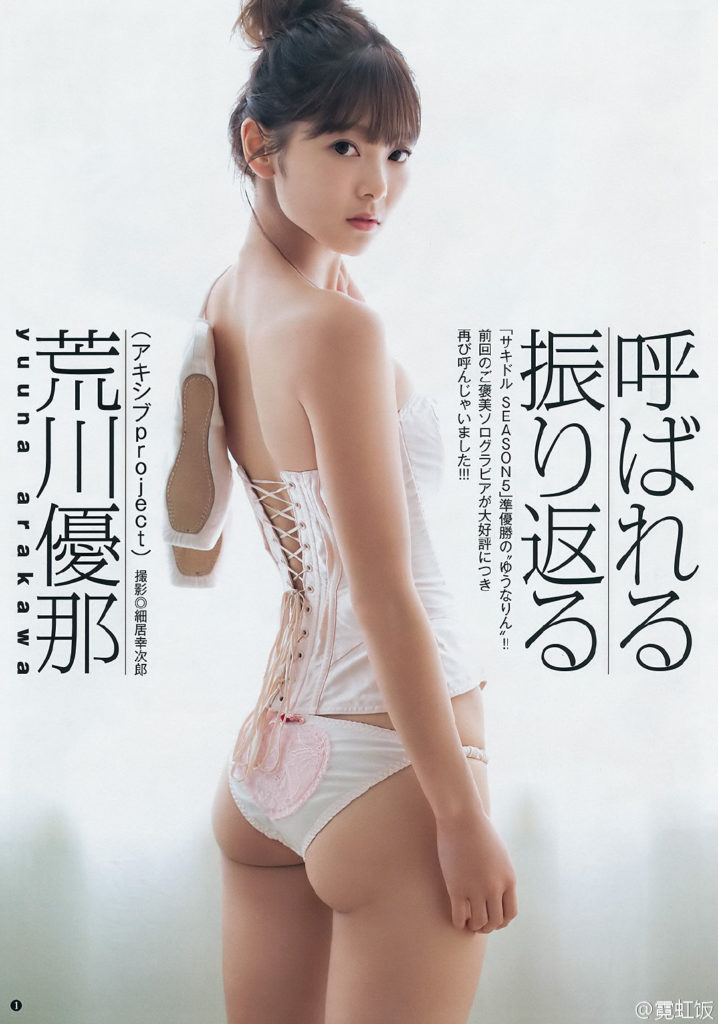 呼ばれる
振り返る
「サキドル SEASON5」準優勝の“ゆうなりん”!!
前回のご褒美ソログラビアが大好評につき
再び呼んじゃいました!!!
(アキシブproject)
撮影◎細居幸次郎
荒川優那
yuuna arakawa
1
@霓虹饭